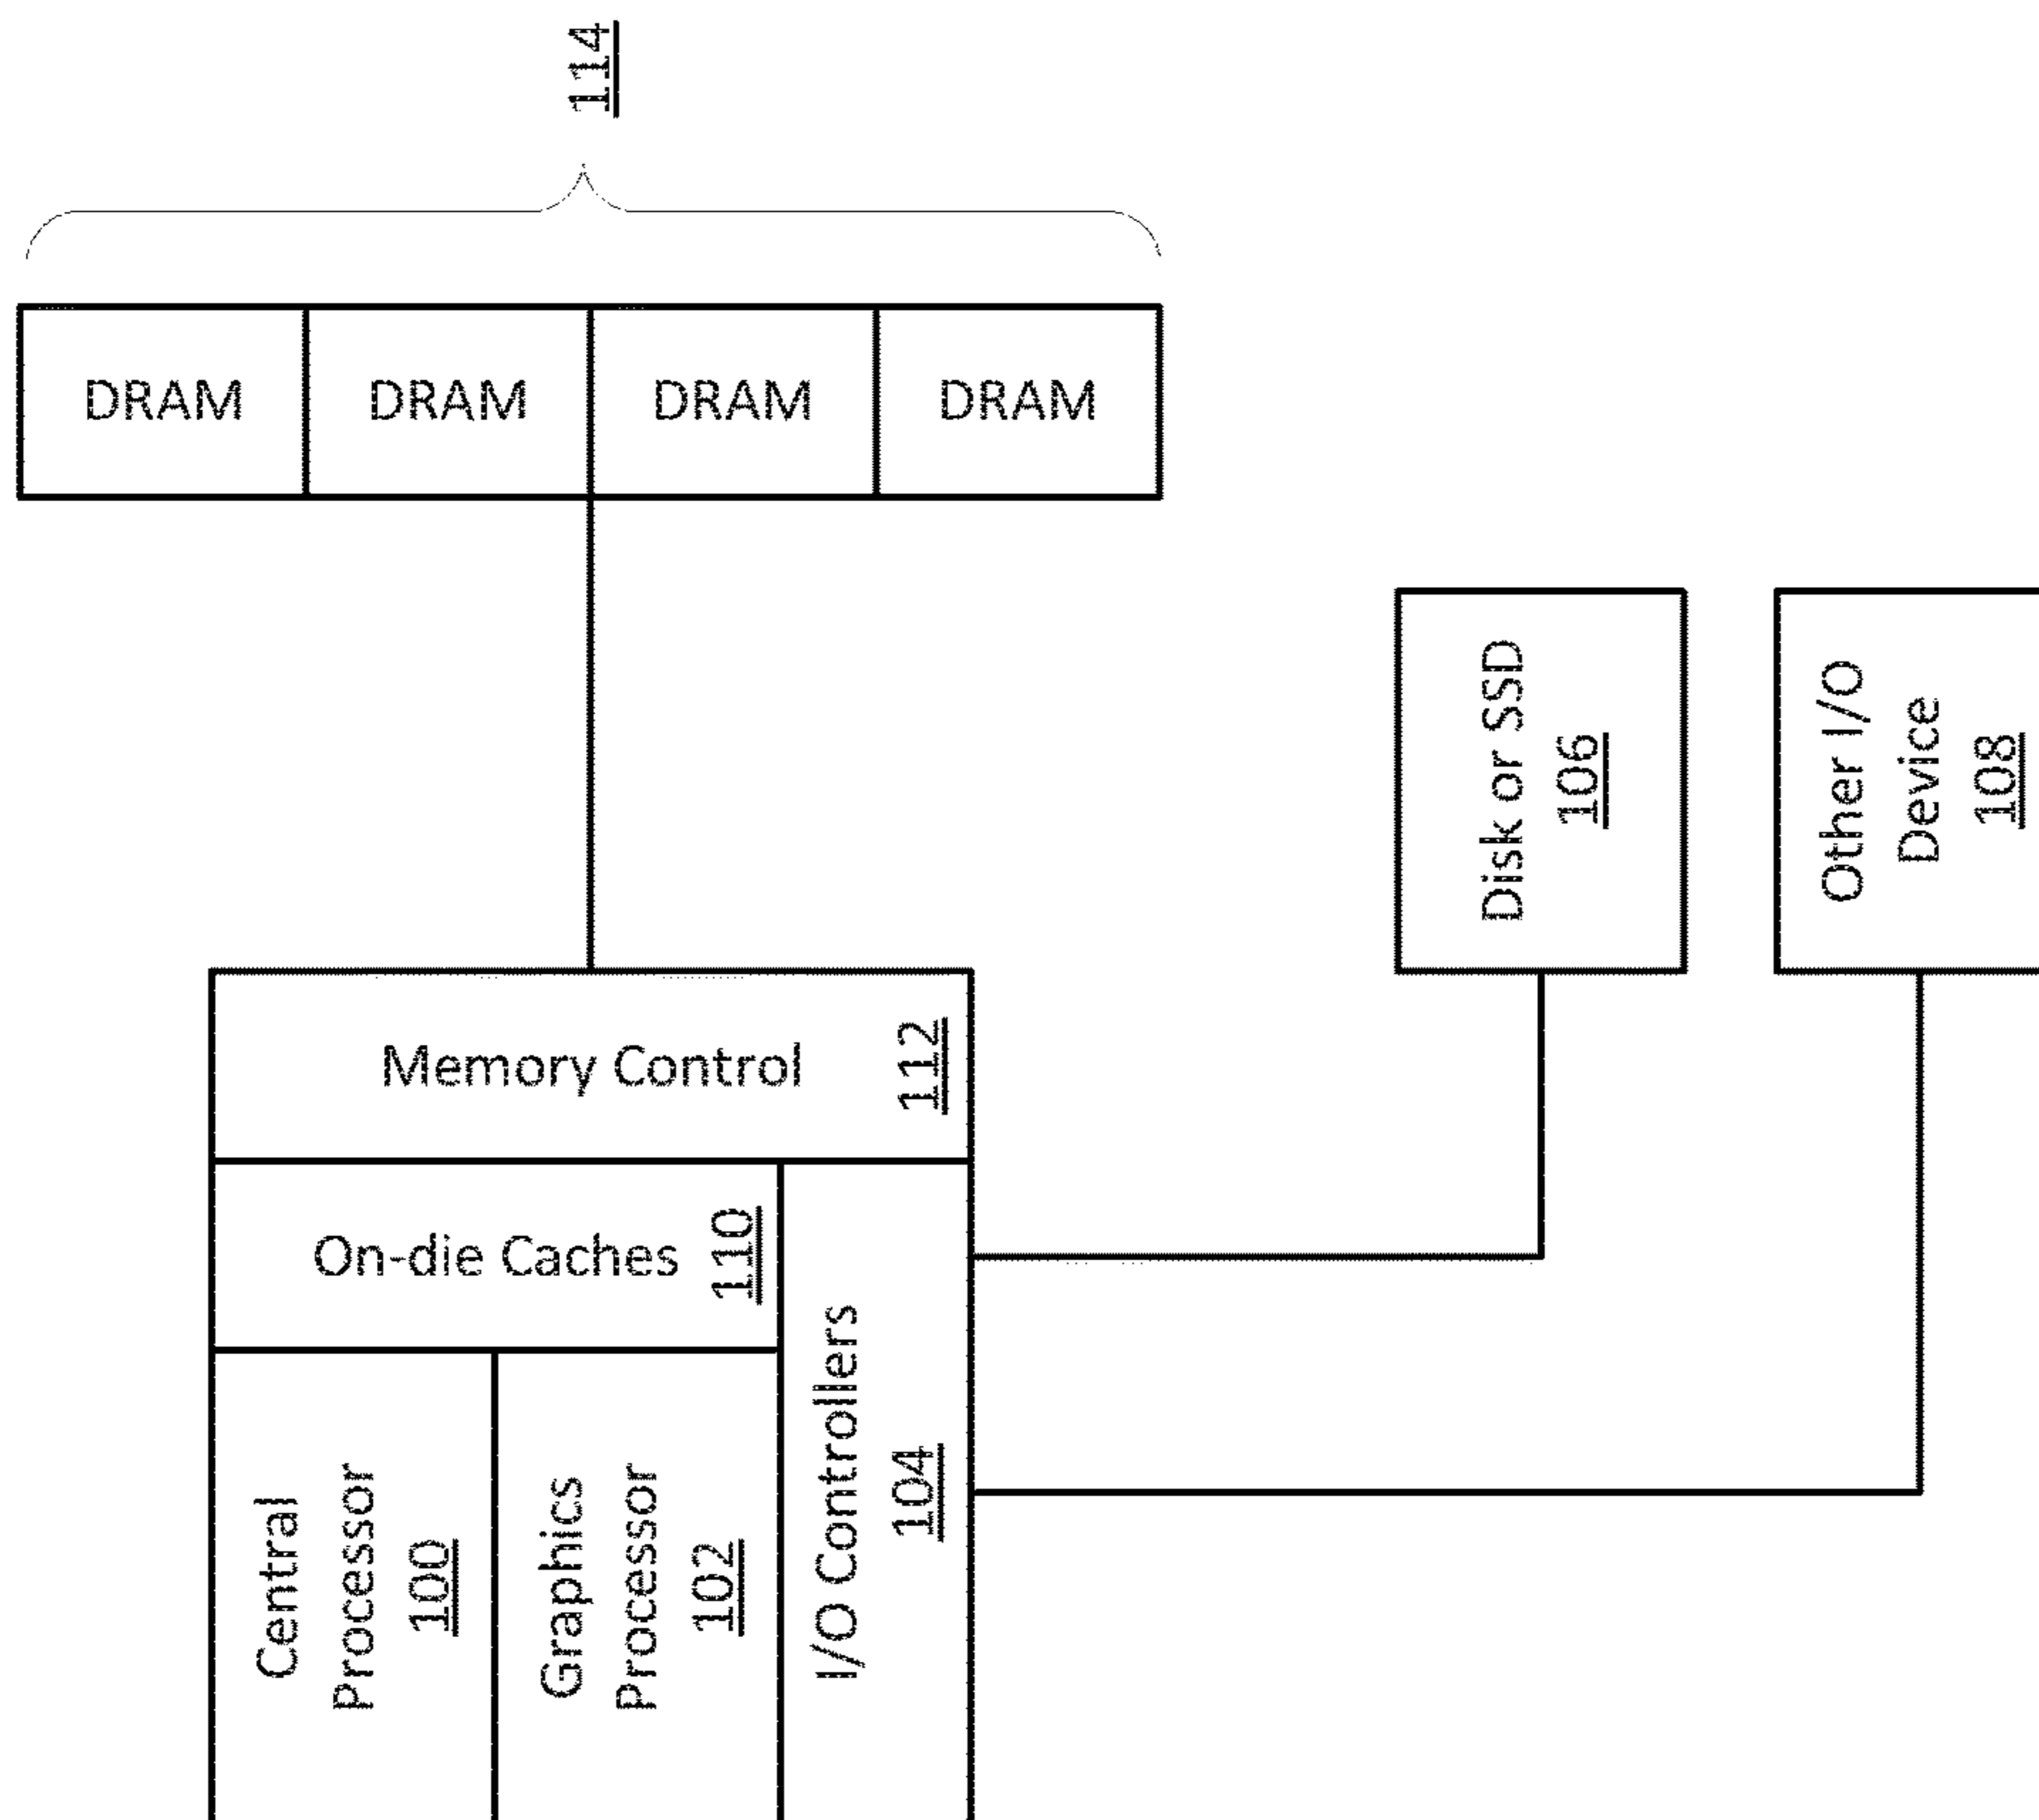 114
DRAM
DRAM
DRAM
DRAM
Disk or SSD
106
Other I/O
Device
108
Memory Control
112
On-die Caches
110
I/O Controllers
104
Central
Processor
100
Graphics
Processor
102